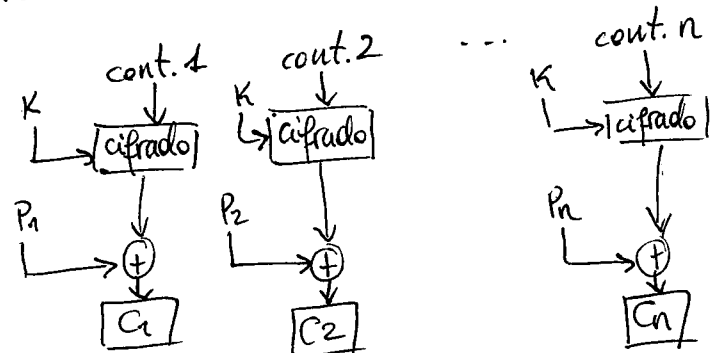 cont. 1 cont. 2 ... cont. n
K K K
cifrado cifrado cifrado
P1 P2 Pn
+ + +
C1 C2 Cn